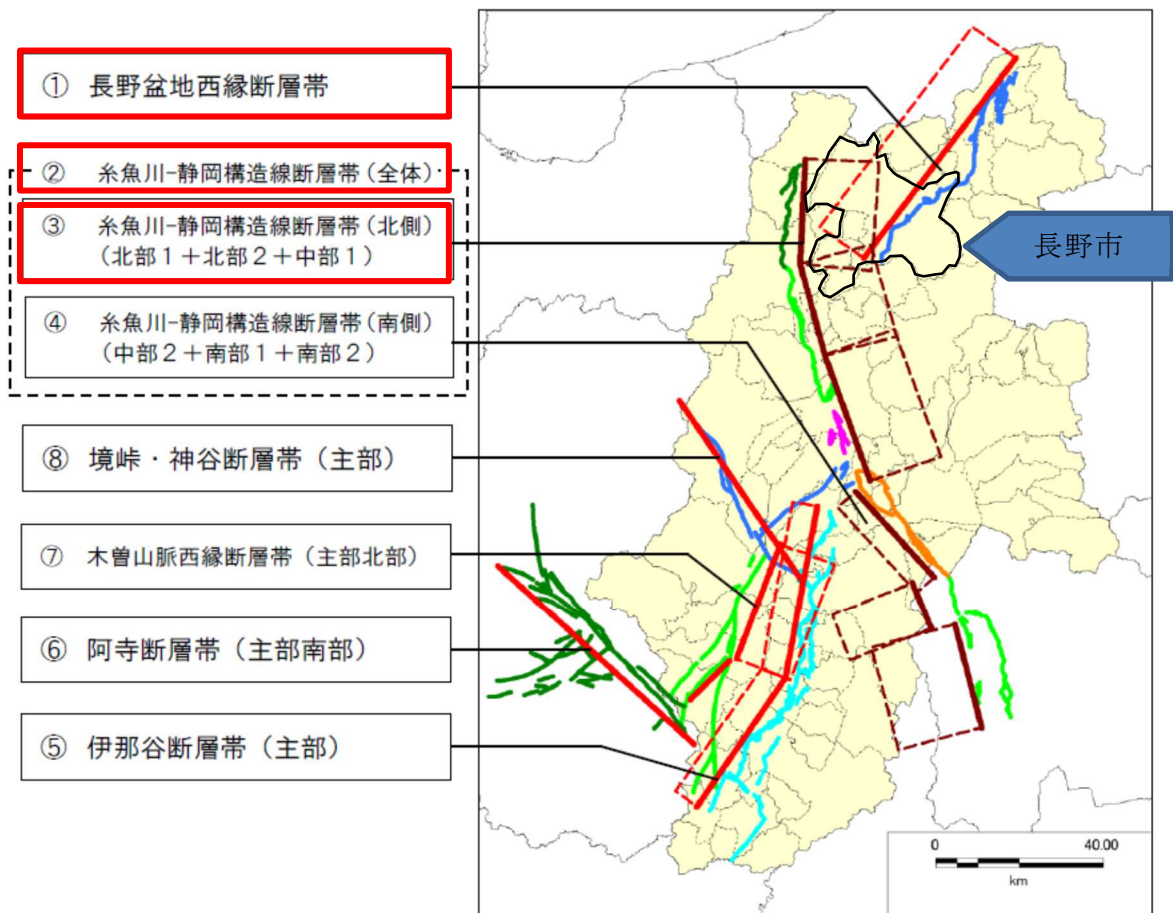 ① 長野盆地西縁断層帯
② 糸魚川-静岡構造線断層帯(全体)
③ 糸魚川-静岡構造線断層帯(北側)
(北部1+北部2+中部1)
④ 糸魚川-静岡構造線断層帯(南側)
(中部2+南部1+南部2)
⑧ 境峠・神谷断層帯(主部)
⑦ 木曽山脈西縁断層帯(主部北部)
⑥ 阿寺断層帯(主部南部)
⑤ 伊那谷断層帯(主部)
長野市
0 40.00
km